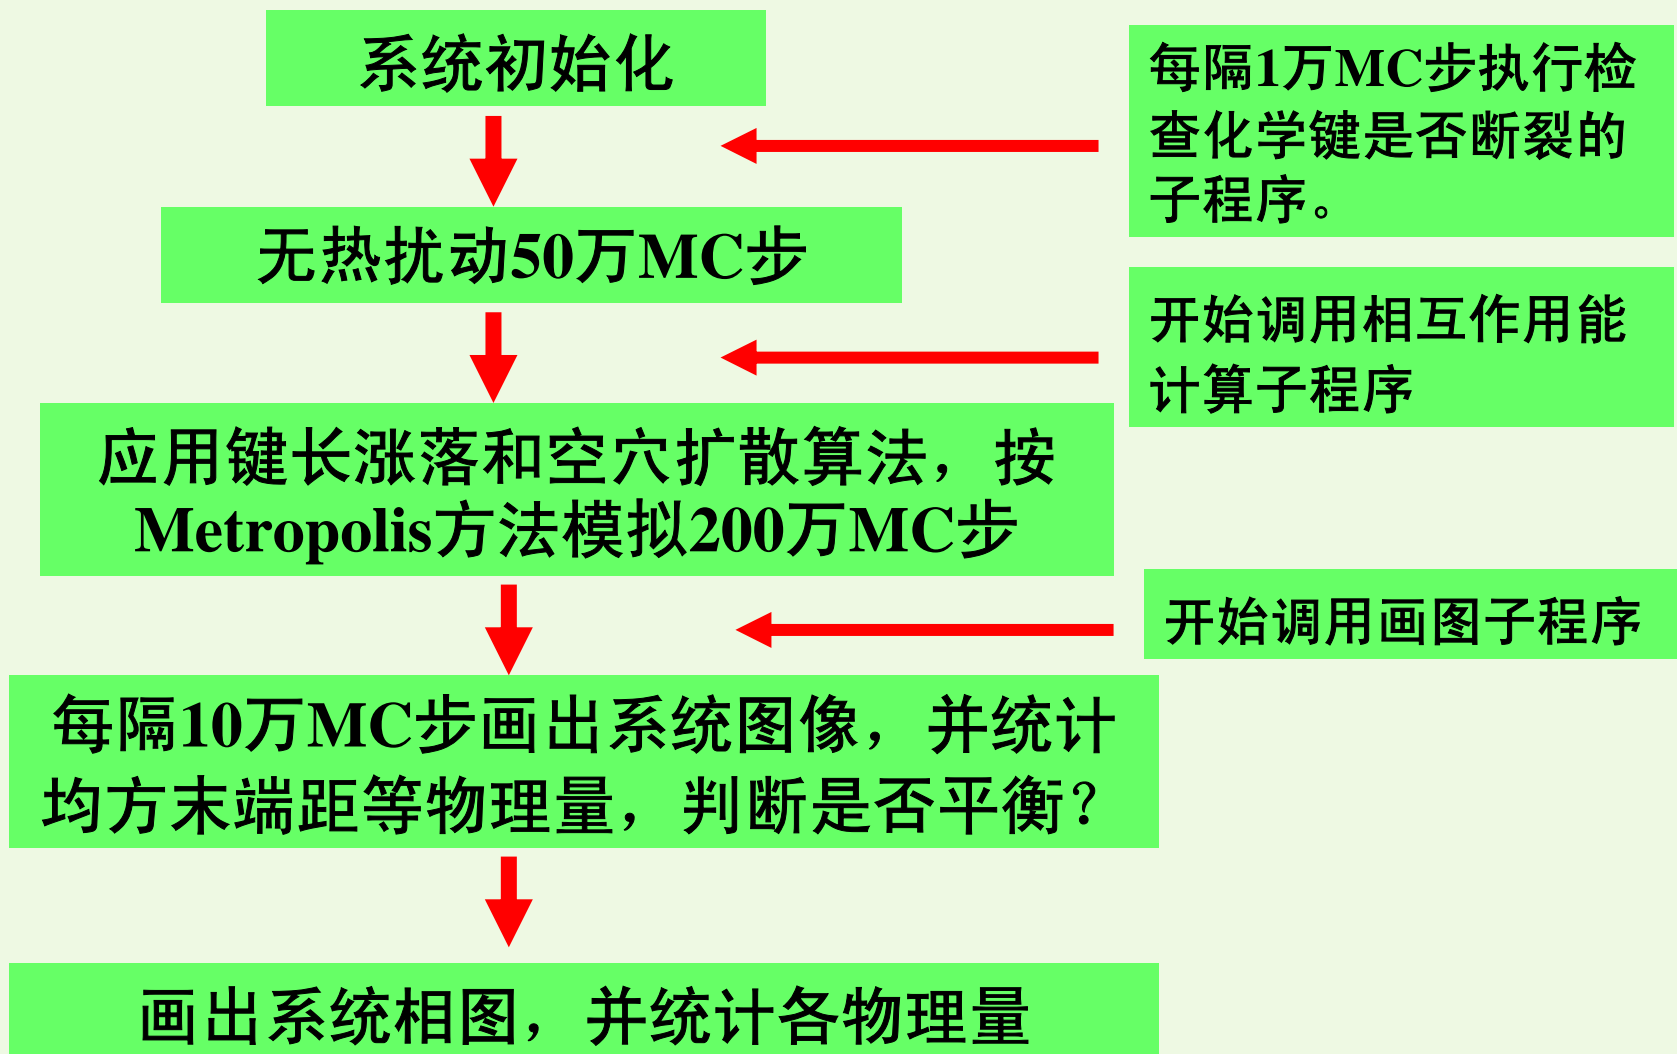 系统初始化
每隔1万MC步执行检
查化学键是否断裂的
子程序。
无热扰动50万MC步
开始调用相互作用能
计算子程序
应用键长涨落和空穴扩散算法，按
Metropolis方法模拟200万MC步
开始调用画图子程序
每隔10万MC步画出系统图像，并统计
均方末端距等物理量，判断是否平衡？
画出系统相图，并统计各物理量